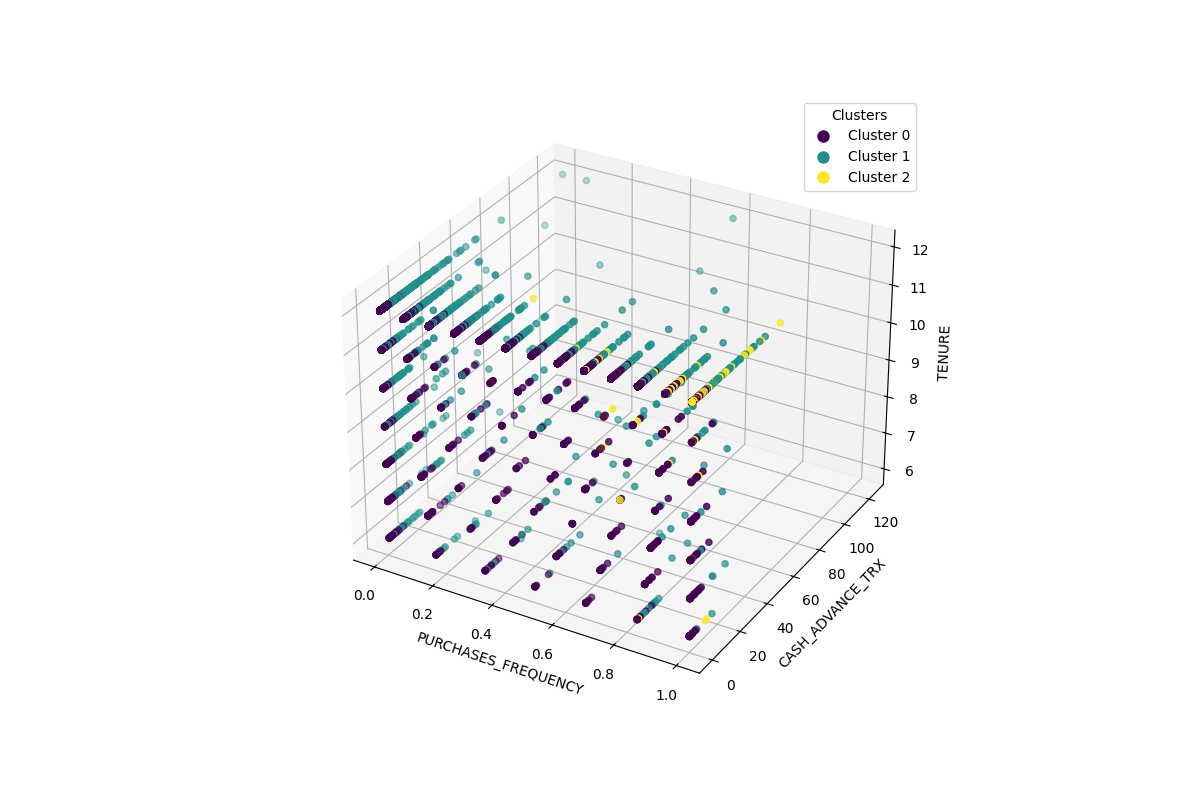 Clusters
Cluster 0
Cluster 1
Cluster 2
12
11
10
9
8
7
6
TENURE
120
100
80
60
40
20
0
CASH_ADVANCE_TRX
0.0
0.2
0.4
0.6
0.8
1.0
PURCHASES_FREQUENCY